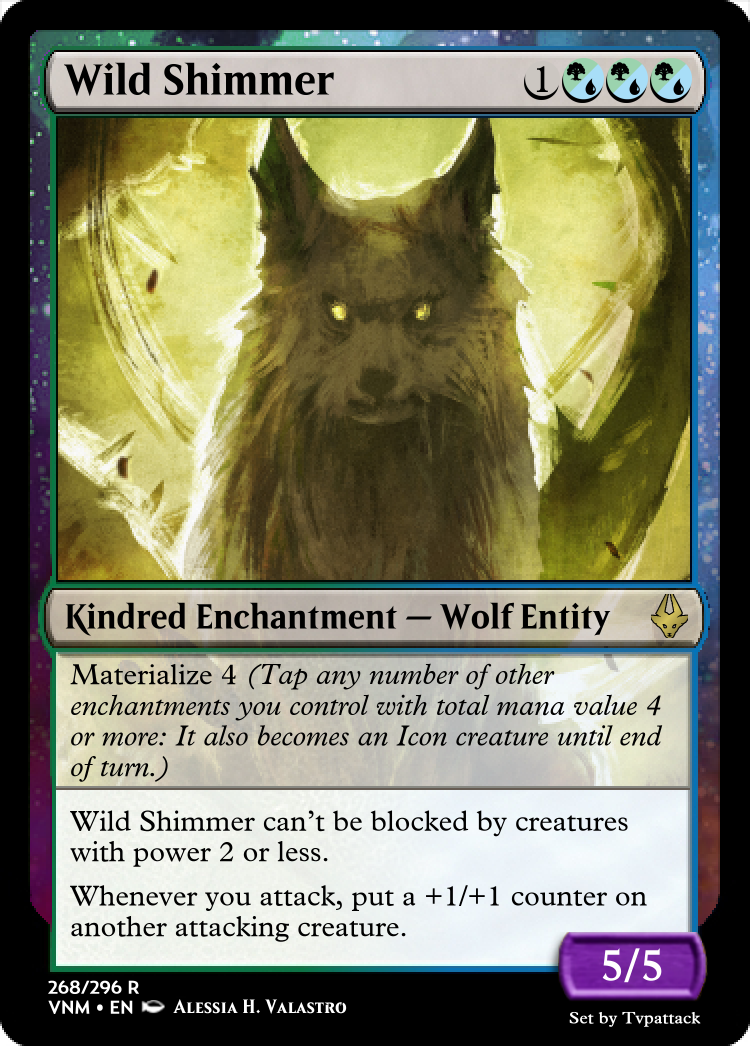 Wild Shimmer 1
Kindred Enchantment — Wolf Entity
Materialize 4 (Tap any number of other
enchantments you control with total mana value 4
or more: It also becomes an Icon creature until end
of turn.)
Wild Shimmer can't be blocked by creatures
with power 2 or less.
Whenever you attack, put a +1/+1 counter on
another attacking creature.
5/5
268/296 R
VNM • EN Alessia H. Valastro
Set by Tvpattack